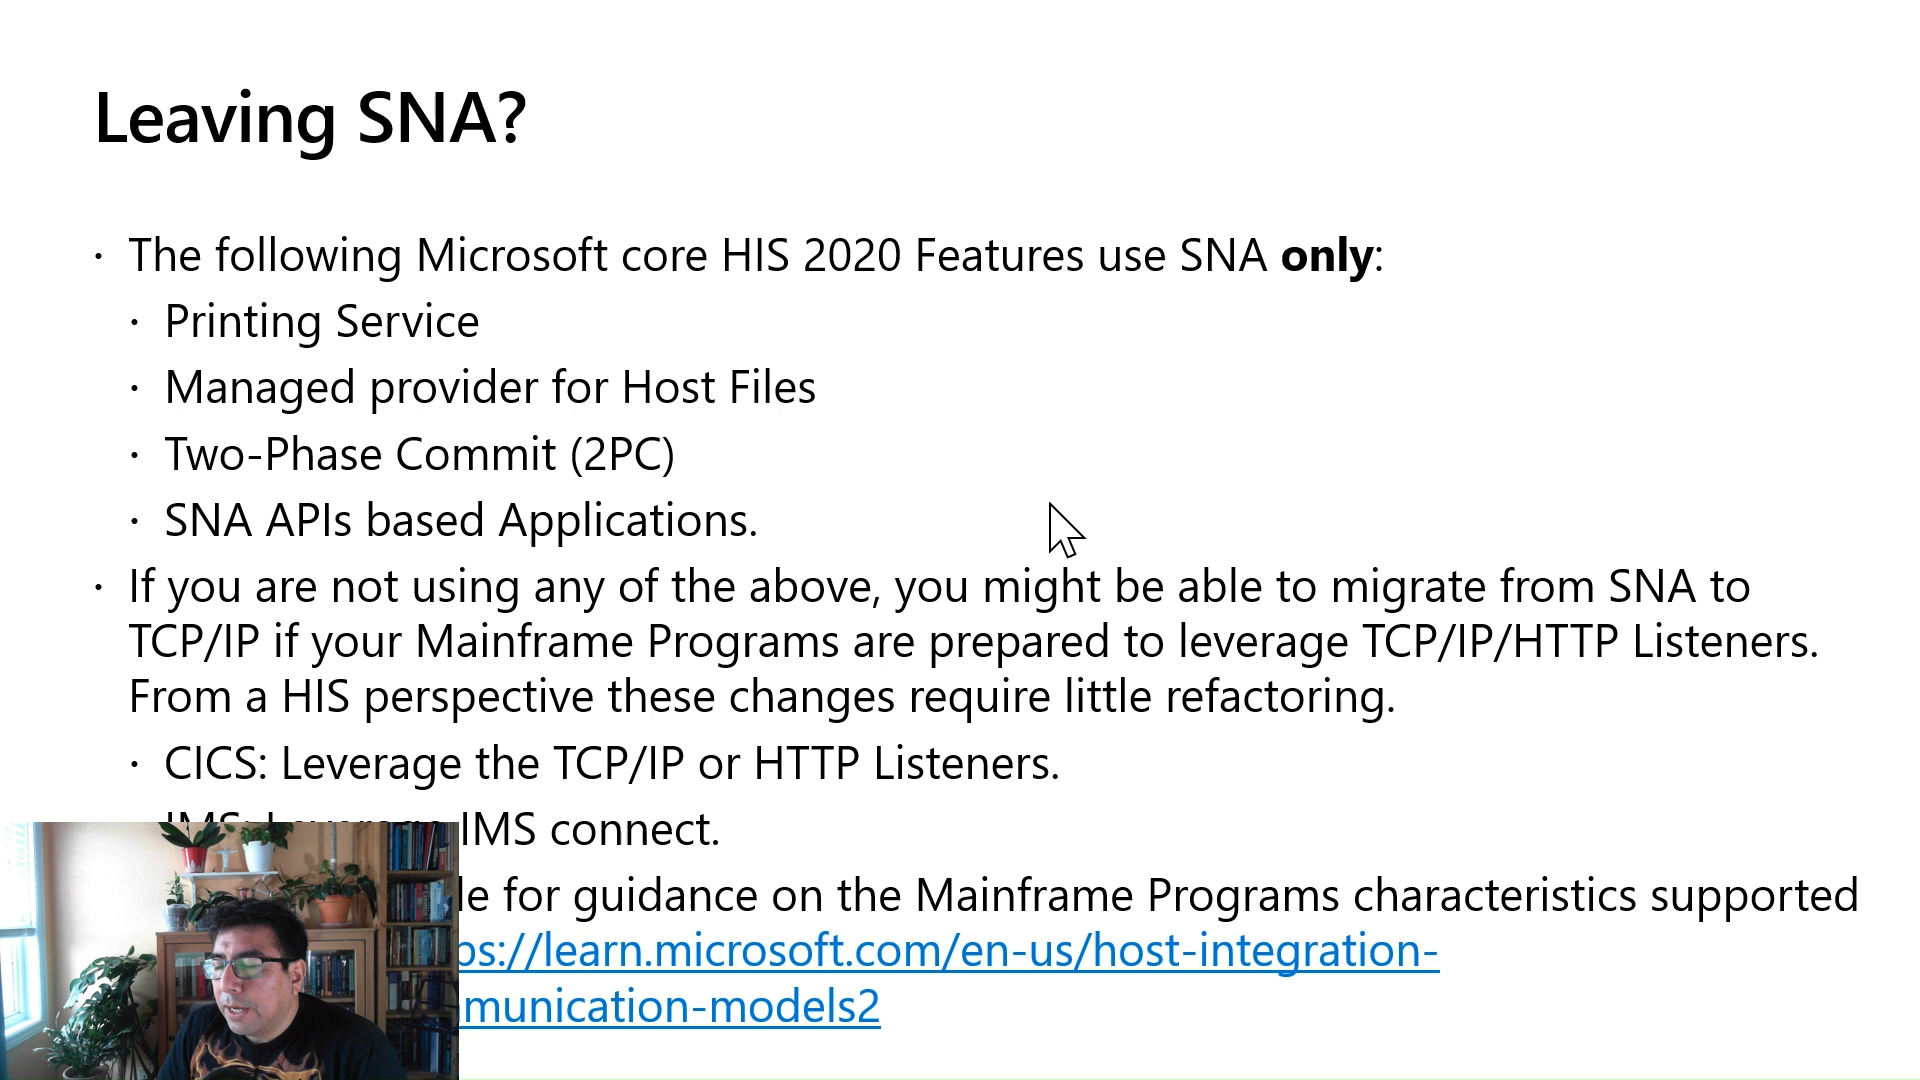 Leaving SNA?
· The following Microsoft core HIS 2020 Features use SNA only:
· Printing Service
· Managed provider for Host Files
· Two-Phase Commit (2PC)
· SNA APIs based Applications.
· If you are not using any of the above, you might be able to migrate from SNA to
TCP/IP if your Mainframe Programs are prepared to leverage TCP/IP/HTTP Listeners.
From a HIS perspective these changes require little refactoring.
· CICS: Leverage the TCP/IP or HTTP Listeners.
IMS: Leverage IMS connect.
le for guidance on the Mainframe Programs characteristics supported
ps://learn.microsoft.com/en-us/host-integration-
munication-models2